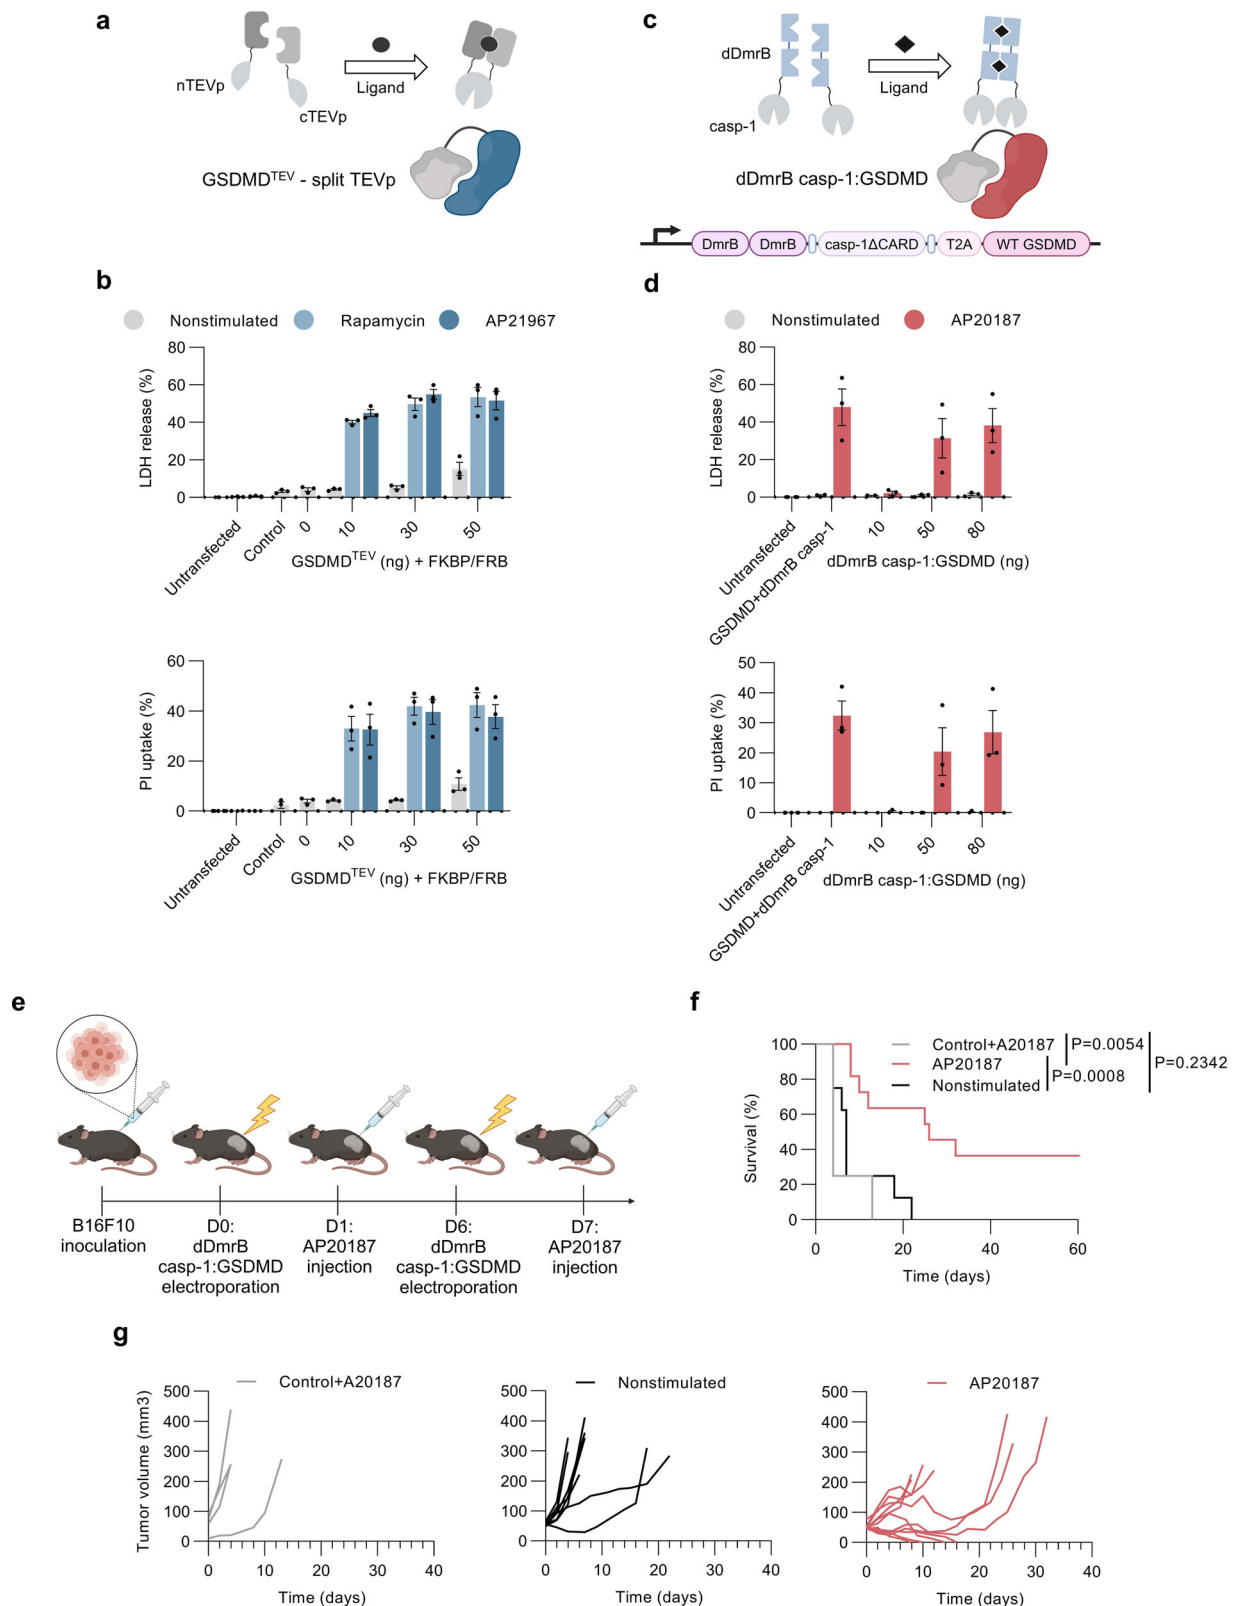 a
nTEVp
cTEVp
Ligand
GSDMDTEV - split TEVp
c
dDmrB
casp-1
Ligand
dDmrB casp-1:GSDMD
DmrB DmrB casp-1ΔCARD T2A WT GSDMD
b
Nonstimulated Rapamycin AP21967
LDH release (%)
80
60
40
20
0
Untransfected
Control
0
10
30
50
GSDMDTEV (ng) + FKBP/FRB
PI uptake (%)
60
40
20
0
Untransfected
Control
0
10
30
50
GSDMDTEV (ng) + FKBP/FRB
d
Nonstimulated AP20187
LDH release (%)
80
60
40
20
0
Untransfected
GSDMD+dDmrB casp-1
10
50
80
dDmrB casp-1:GSDMD (ng)
PI uptake (%)
50
40
30
20
10
0
Untransfected
GSDMD+dDmrB casp-1
10
50
80
dDmrB casp-1:GSDMD (ng)
e
B16F10
inoculation
D0:
dDmrB
casp-1:GSDMD
electroporation
D1:
AP20187
injection
D6:
dDmrB
casp-1:GSDMD
electroporation
D7:
AP20187
injection
f
Control+A20187
AP20187
Nonstimulated
P=0.0054
P=0.0008
P=0.2342
Survival (%)
100
80
60
40
20
0
0 20 40 60
Time (days)
g
Control+A20187
Tumor volume (mm3)
500
400
300
200
100
0
0 10 20 30 40
Time (days)
Nonstimulated
500
400
300
200
100
0
0 10 20 30 40
Time (days)
AP20187
500
400
300
200
100
0
0 10 20 30 40
Time (days)